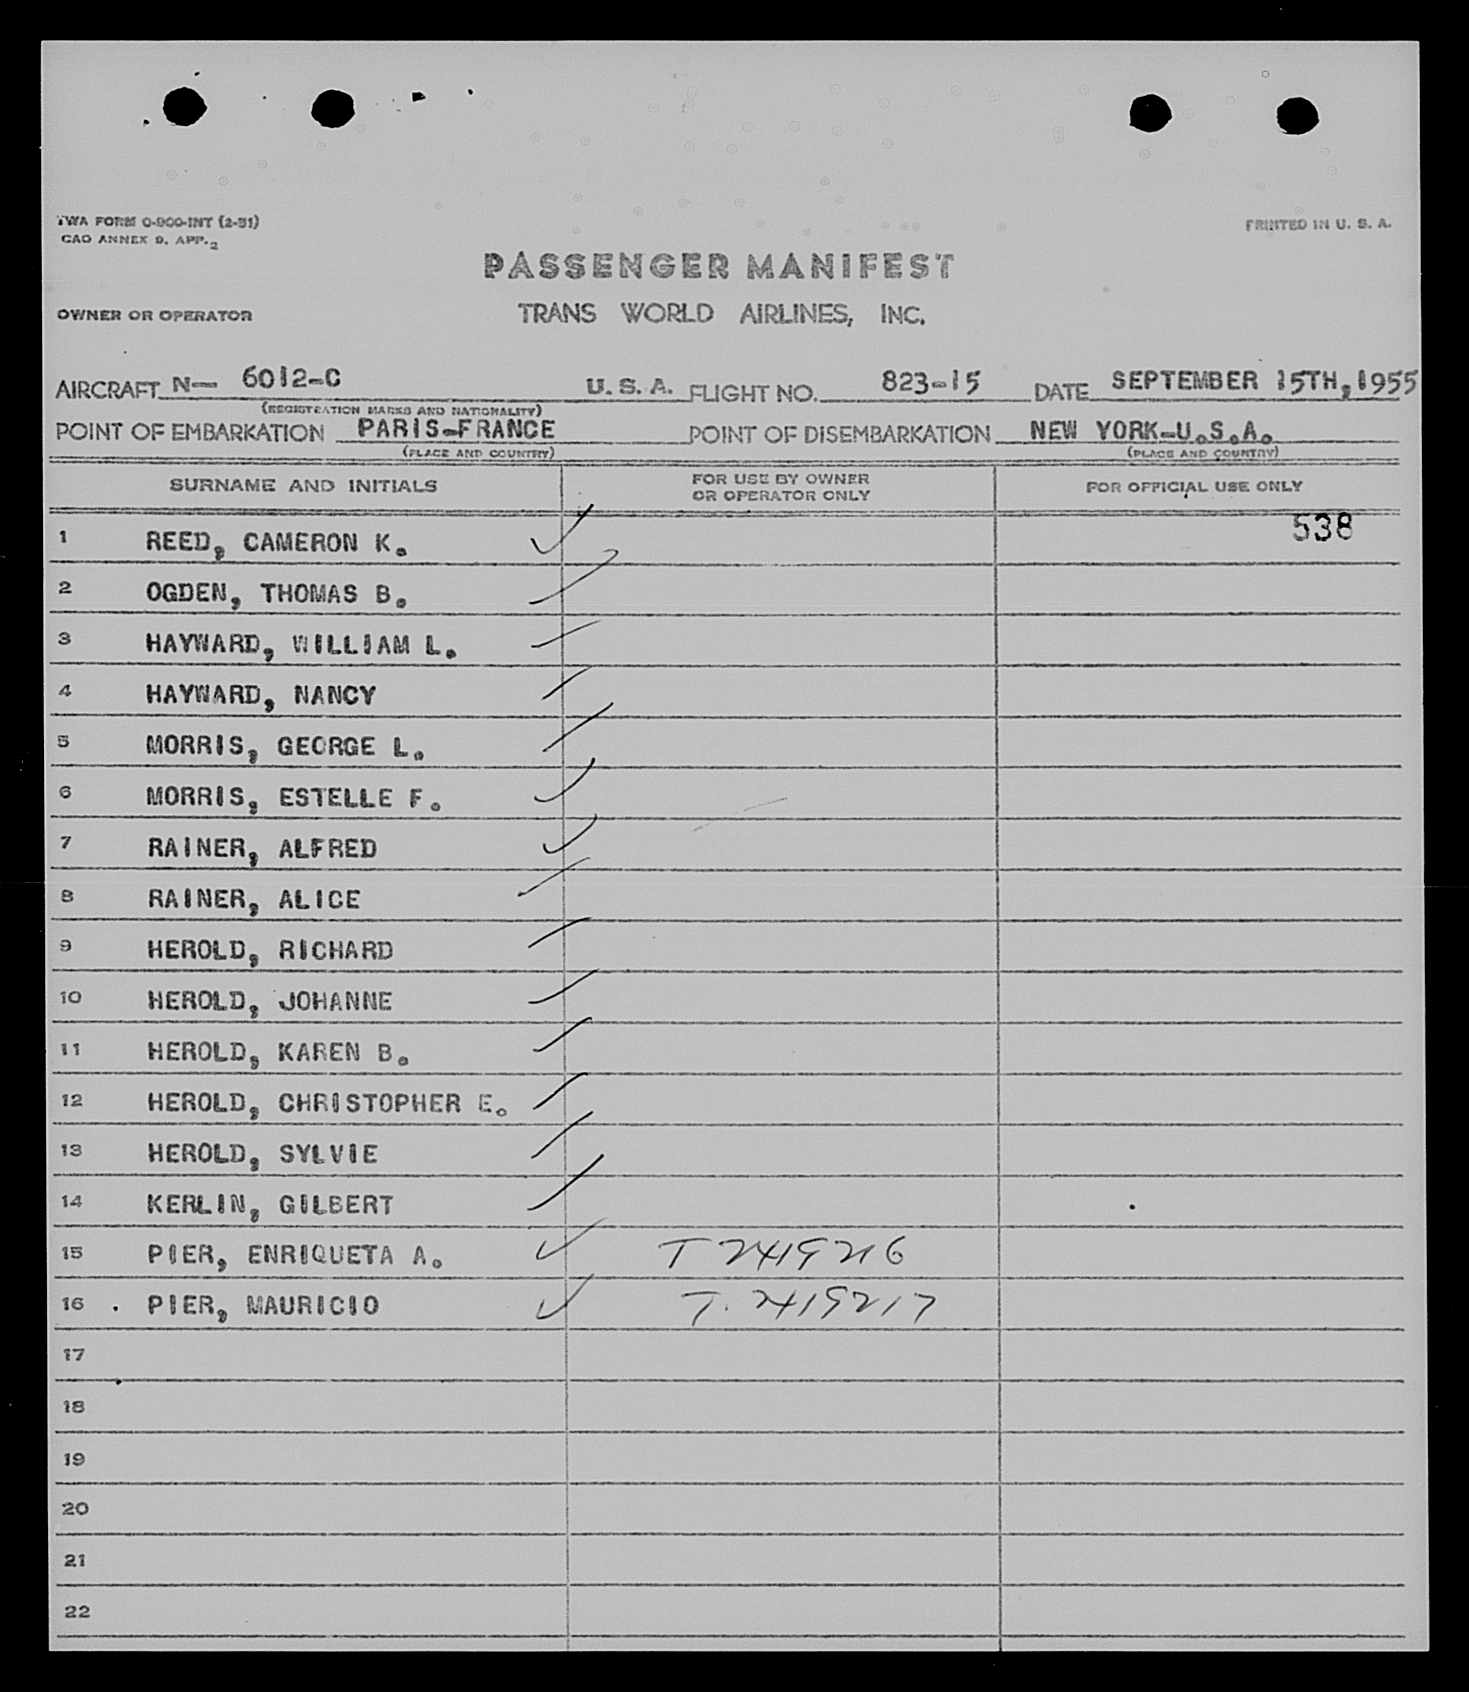 TWA FORM O-900-INT (2-51)
CAO ANNEX 9, APP. 2
PRINTED IN U. S. A.
PASSENGER MANIFEST
OWNER OR OPERATOR TRANS WORLD AIRLINES, INC.
AIRCRAFT N— 6012-C U. S. A. FLIGHT NO. 823-15 DATE SEPTEMBER 15TH, 1955
(REGISTRATION MARKS AND NATIONALITY)
POINT OF EMBARKATION PARIS-FRANCE POINT OF DISEMBARKATION NEW YORK-U.S.A.
(PLACE AND COUNTRY) (PLACE AND COUNTRY)
SURNAME AND INITIALS FOR USE BY OWNER OR OPERATOR ONLY FOR OFFICIAL USE ONLY
538
1 REED, CAMERON K.
2 OGDEN, THOMAS B.
3 HAYWARD, WILLIAM L.
4 HAYWARD, NANCY
5 MORRIS, GEORGE L.
6 MORRIS, ESTELLE F.
7 RAINER, ALFRED
8 RAINER, ALICE
9 HEROLD, RICHARD
10 HEROLD, JOHANNE
11 HEROLD, KAREN B.
12 HEROLD, CHRISTOPHER E.
13 HEROLD, SYLVIE
14 KERLIN, GILBERT
15 PIER, ENRIQUETA A. T 2419216
16 PIER, MAURICIO T. 2419217
17
18
19
20
21
22